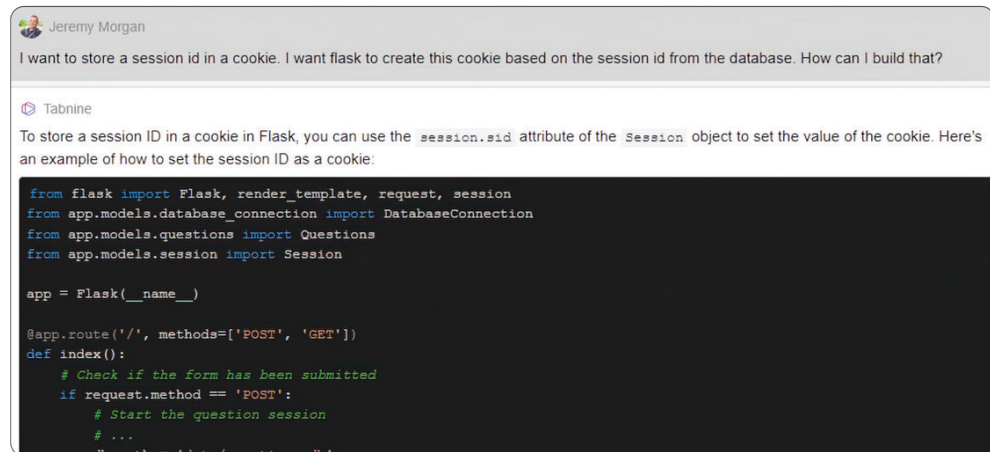 Jeremy Morgan
I want to store a session id in a cookie. I want flask to create this cookie based on the session id from the database. How can I build that?
Tabnine
To store a session ID in a cookie in Flask, you can use the session.sid attribute of the Session object to set the value of the cookie. Here's
an example of how to set the session ID as a cookie:
from flask import Flask, render_template, request, session
from app.models.database_connection import DatabaseConnection
from app.models.questions import Questions
from app.models.session import Session
app = Flask(__name__)
@app.route('/', methods=['POST', 'GET'])
def index():
# Check if the form has been submitted
if request.method == 'POST':
# Start the question session
# ...